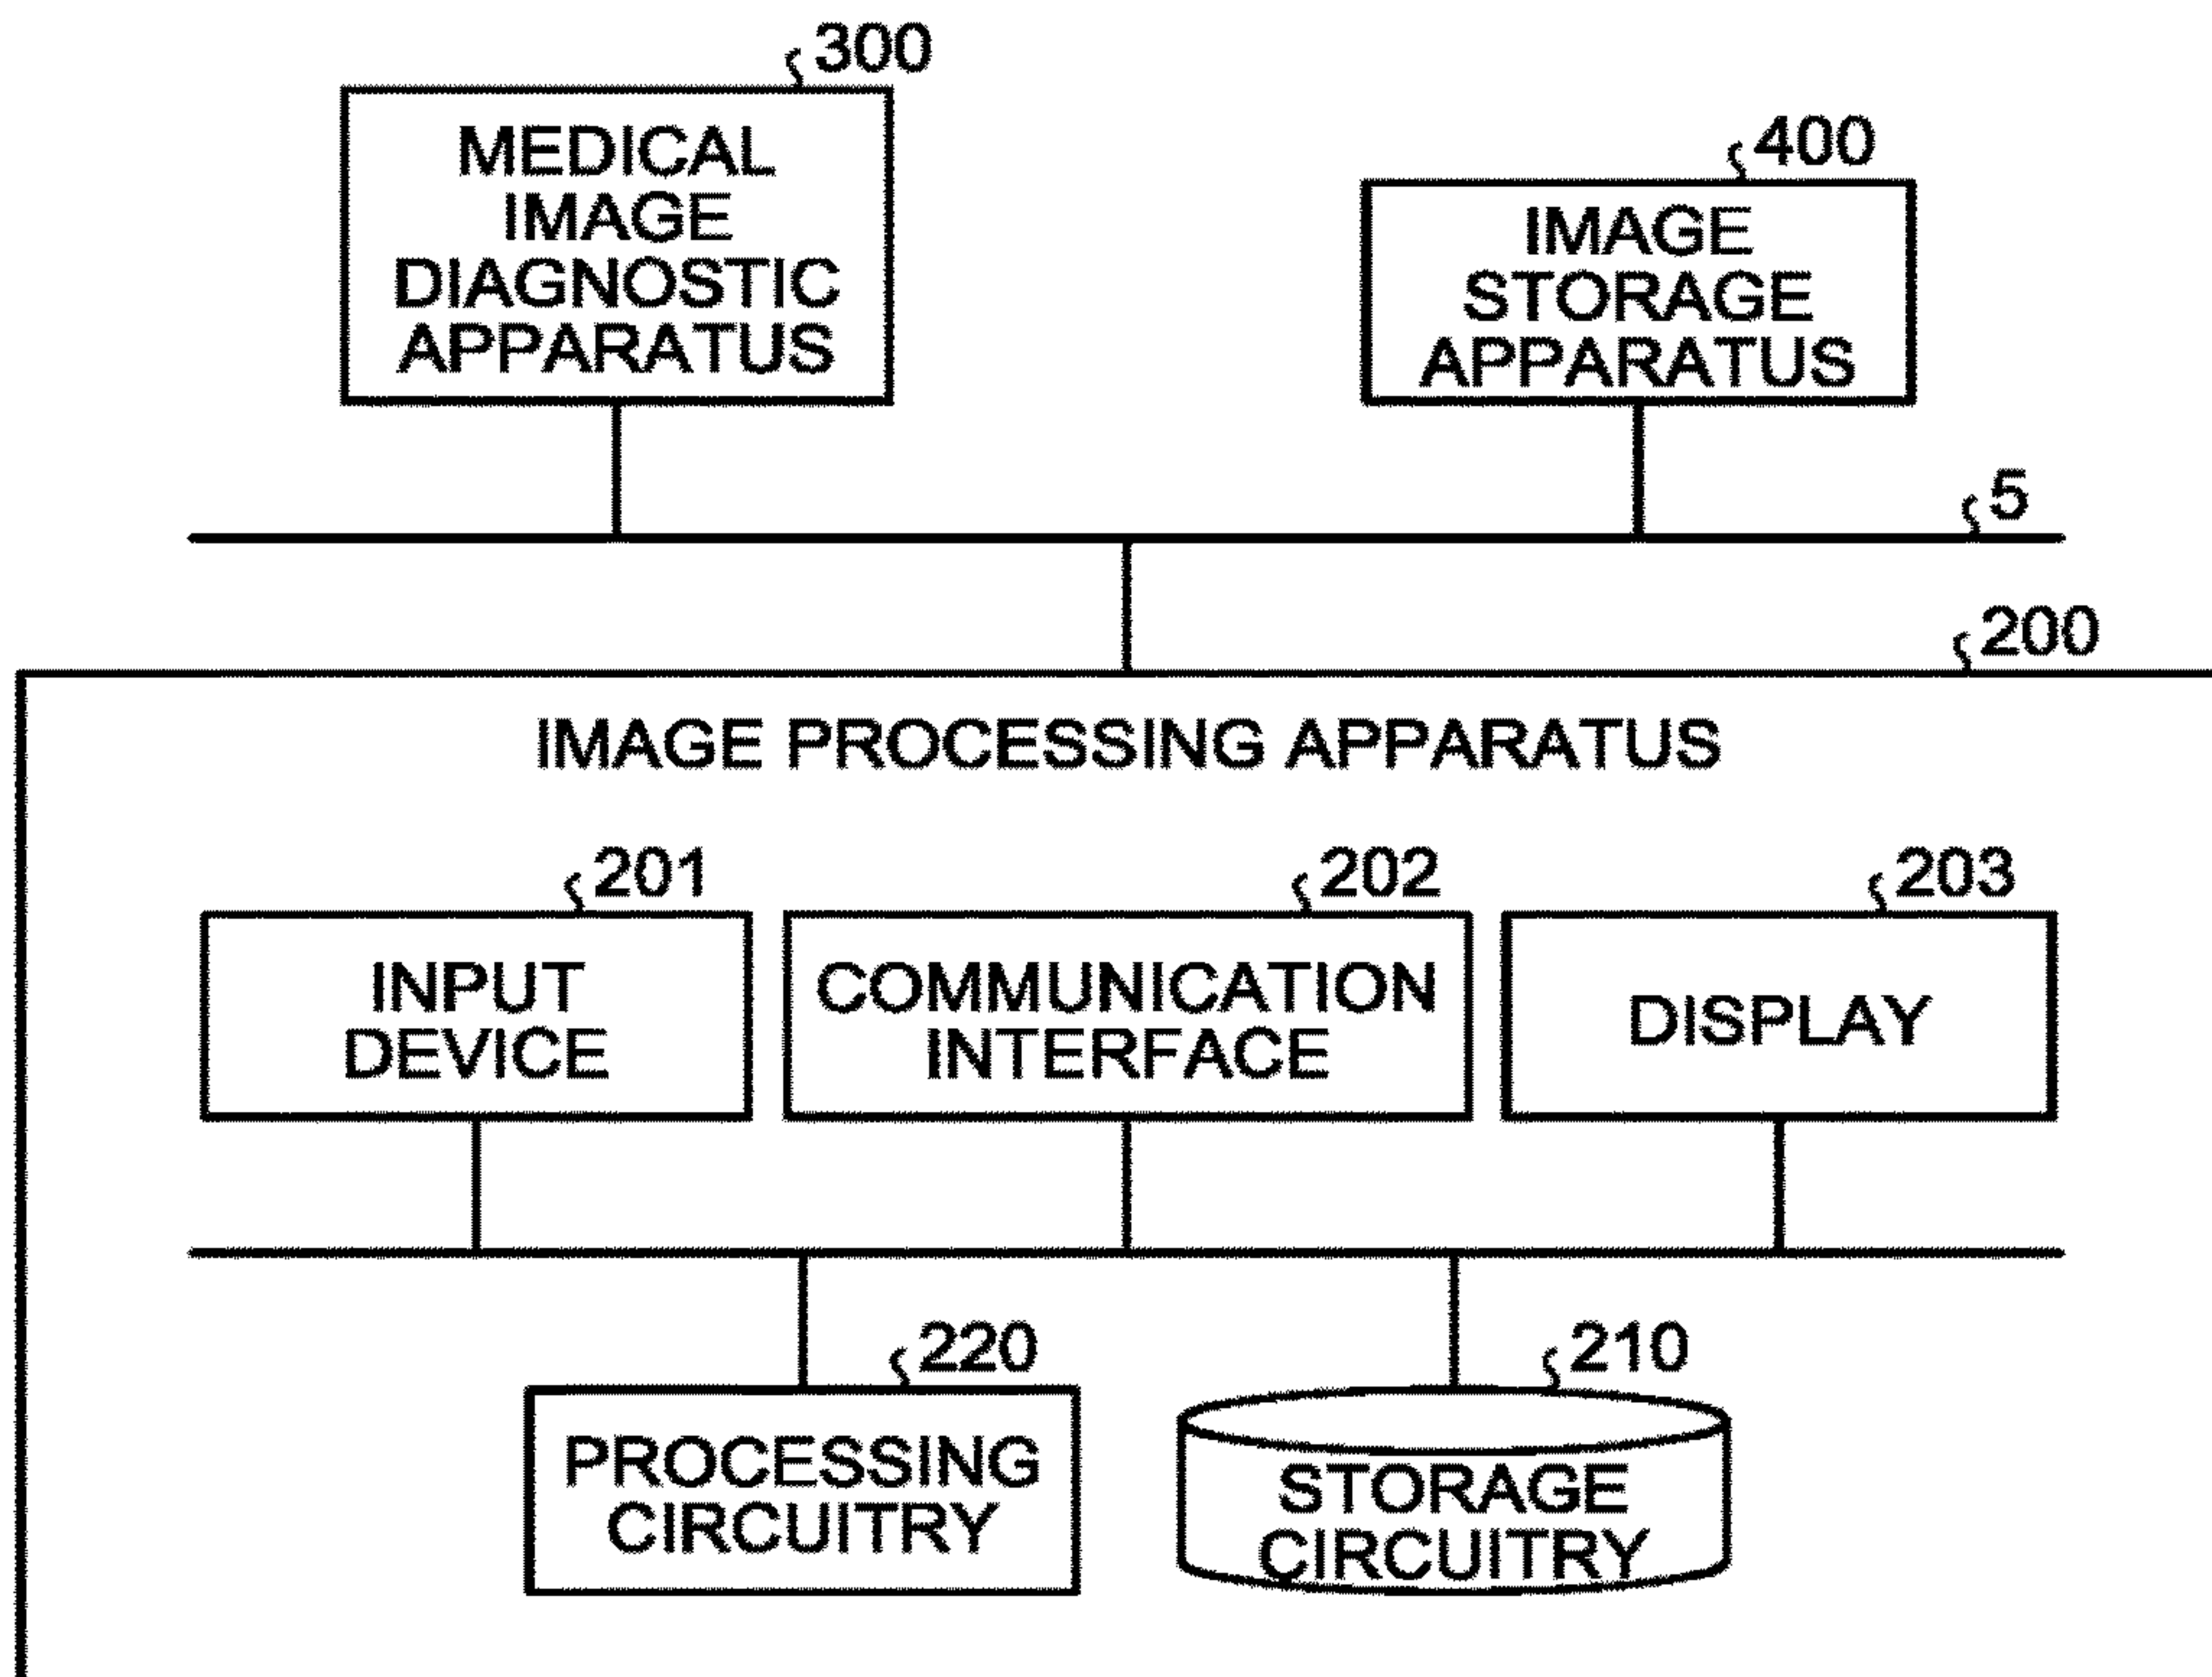 300
MEDICAL
IMAGE
DIAGNOSTIC
APPARATUS
400
IMAGE
STORAGE
APPARATUS
5
200
IMAGE PROCESSING APPARATUS
201
INPUT
DEVICE
202
COMMUNICATION
INTERFACE
203
DISPLAY
220
PROCESSING
CIRCUITRY
210
STORAGE
CIRCUITRY